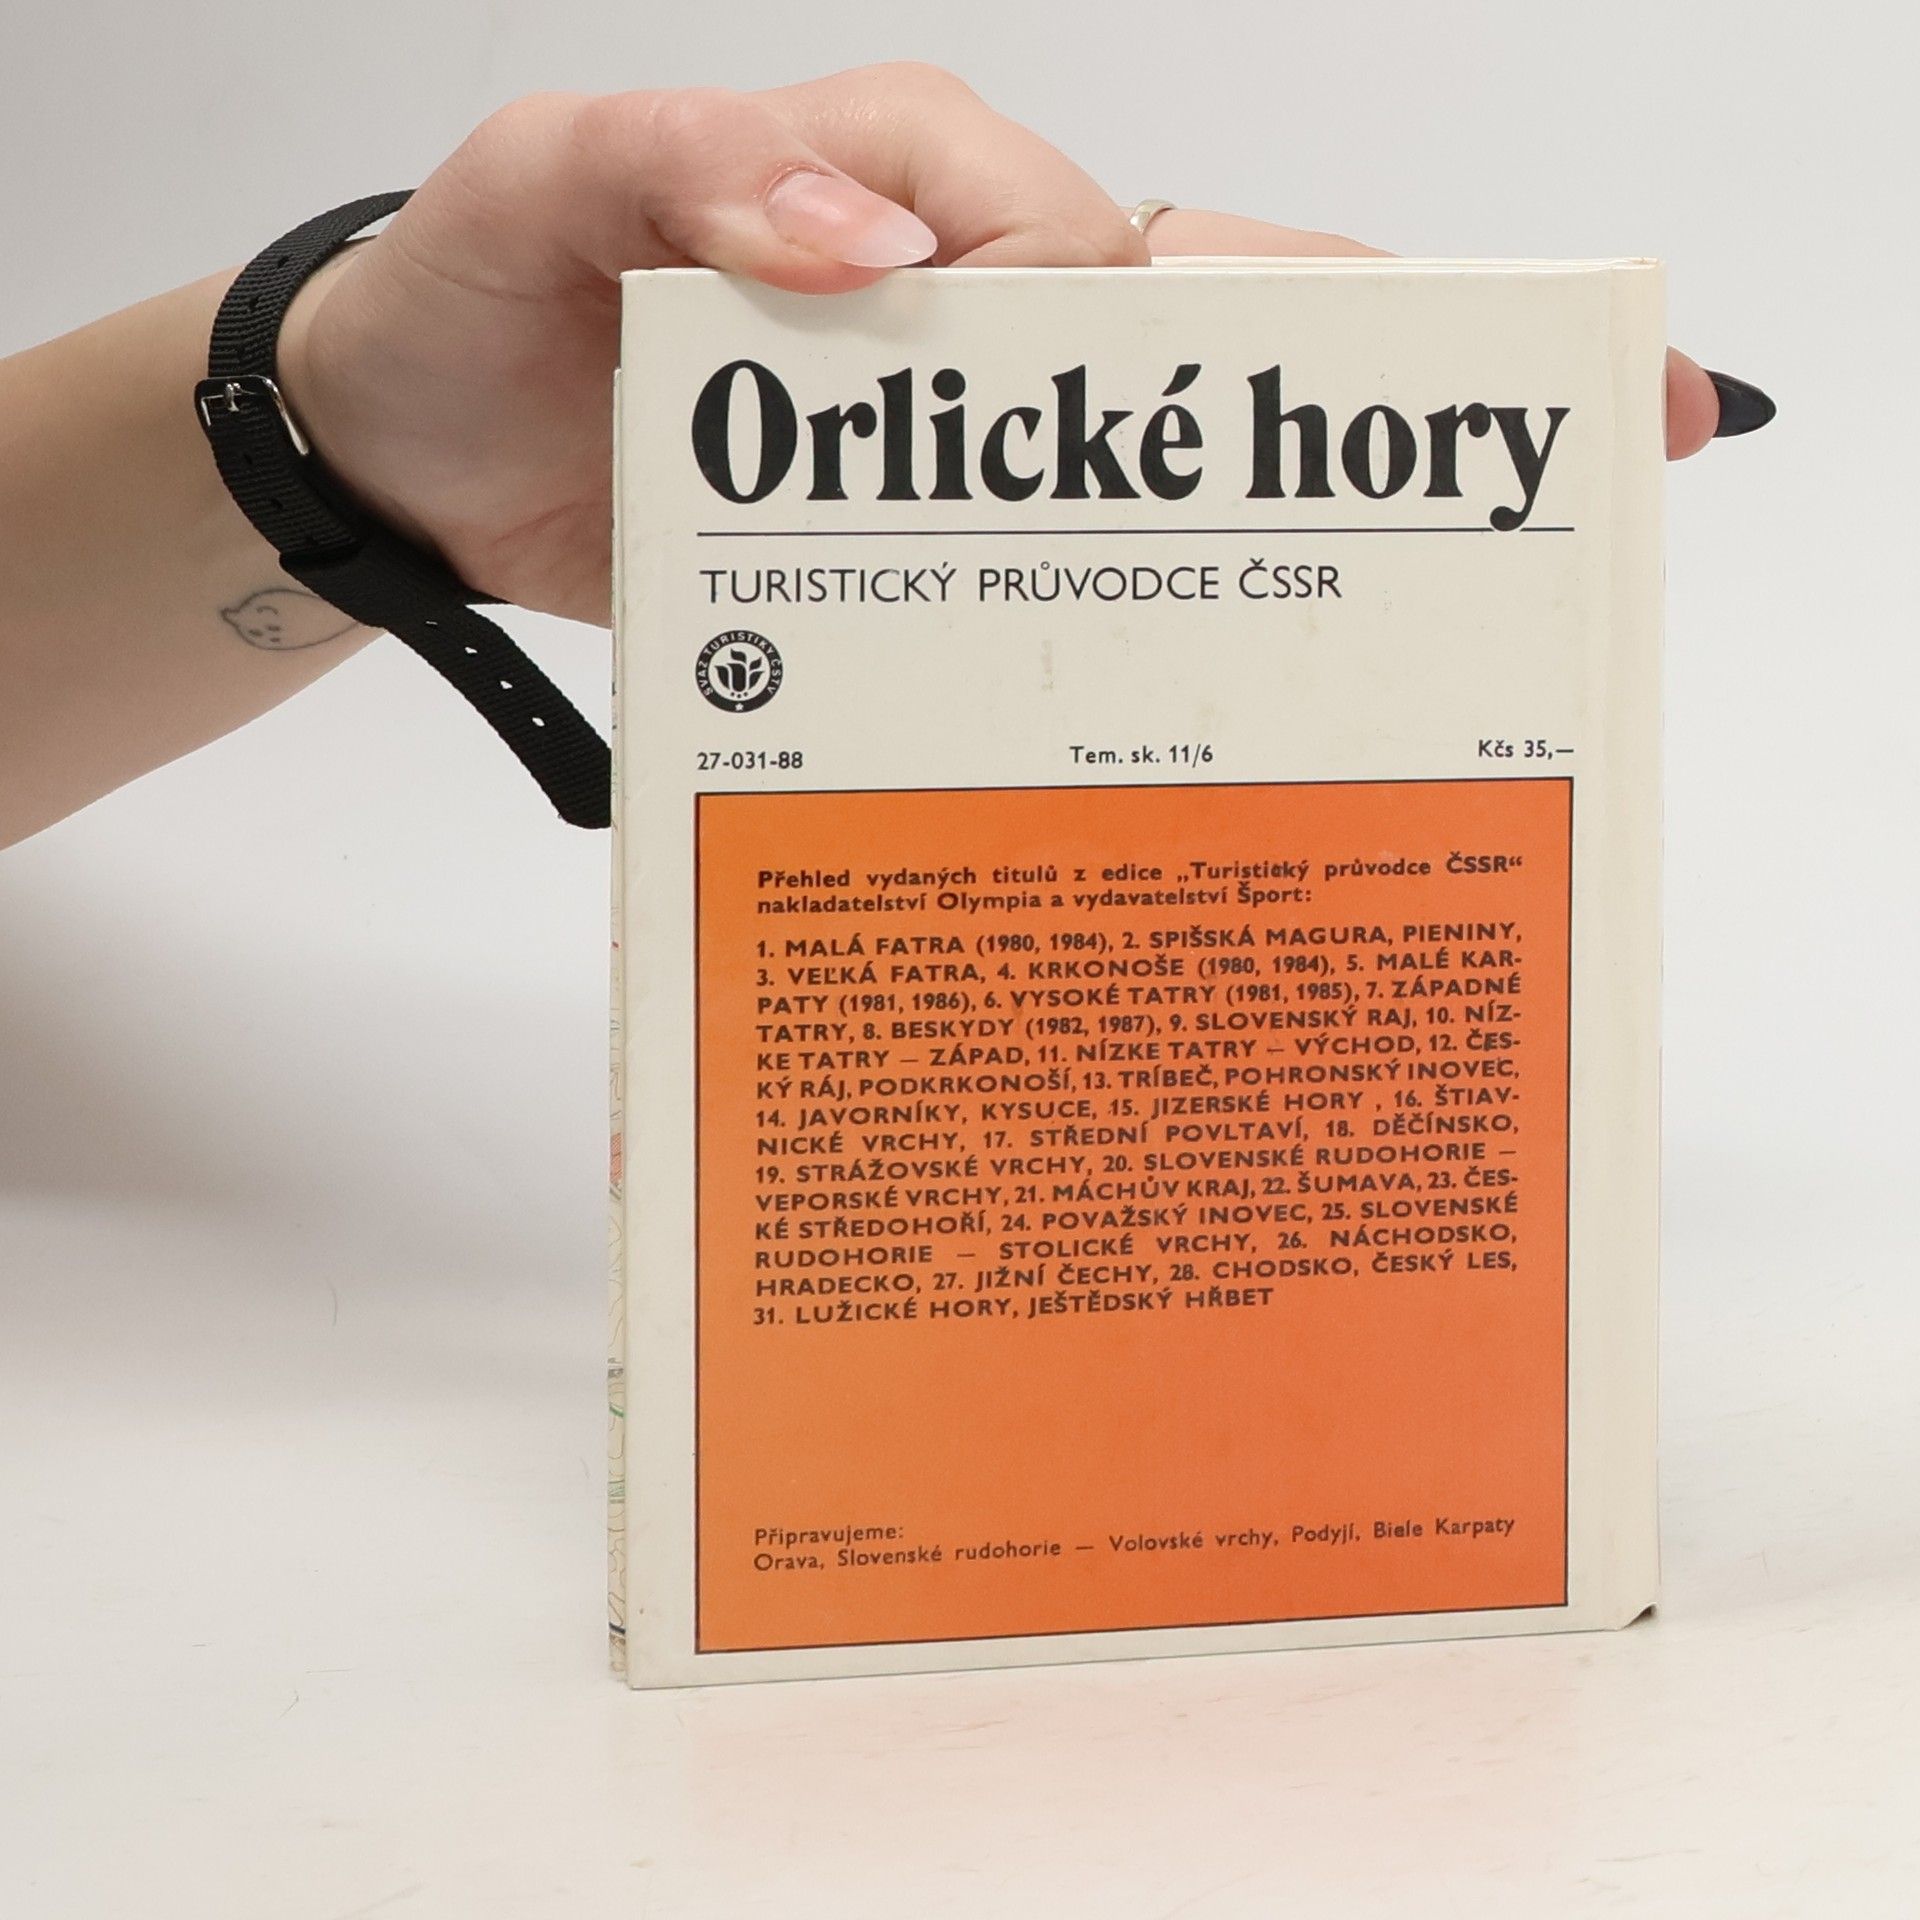 Orlické hory
TURISTICKÝ PRŮVODCE ČSSR
SVAZ TURISTIKY ČSTV
27-031-88 Tem. sk. 11/6 Kčs 35,—
Přehled vydaných titulů z edice „Turistický průvodce ČSSR“
nakladatelství Olympia a vydavatelství Šport:
1. MALÁ FATRA (1980, 1984), 2. SPIŠSKÁ MAGURA, PIENINY,
3. VEĽKÁ FATRA, 4. KRKONOŠE (1980, 1984), 5. MALÉ KAR-
PATY (1981, 1986), 6. VYSOKÉ TATRY (1981, 1985), 7. ZÁPADNÉ
TATRY, 8. BESKYDY (1982, 1987), 9. SLOVENSKÝ RAJ, 10. NÍZ-
KE TATRY — ZÁPAD, 11. NÍZKE TATRY — VÝCHOD, 12. ČES-
KÝ RÁJ, PODKRKONOŠÍ, 13. TRÍBEČ, POHRONSKÝ INOVEC,
14. JAVORNÍKY, KYSUCE, 15. JIZERSKÉ HORY , 16. ŠTIAV-
NICKÉ VRCHY, 17. STŘEDNÍ POVLTAVÍ, 18. DĚČÍNSKO,
19. STRÁŽOVSKÉ VRCHY, 20. SLOVENSKÉ RUDOHORIE —
VEPORSKÉ VRCHY, 21. MÁCHŮV KRAJ, 22. ŠUMAVA, 23. ČES-
KÉ STŘEDOHOŘÍ, 24. POVAŽSKÝ INOVEC, 25. SLOVENSKÉ
RUDOHORIE — STOLICKÉ VRCHY, 26. NÁCHODSKO,
HRADECKO, 27. JIŽNÍ ČECHY, 28. CHODSKO, ČESKÝ LES,
31. LUŽICKÉ HORY, JEŠTĚDSKÝ HŘBET
Připravujeme:
Orava, Slovenské rudohorie — Volovské vrchy, Podyjí, Biele Karpaty